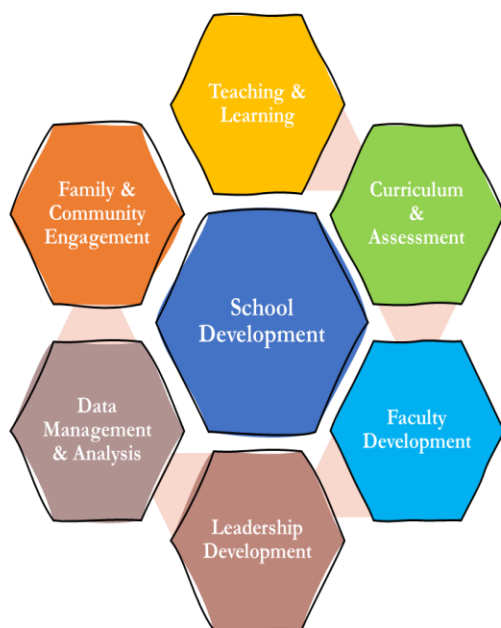 Teaching &
Learning
Family &
Community
Engagement
Curriculum
&
Assessment
School
Development
Data
Management
& Analysis
Faculty
Development
Leadership
Development